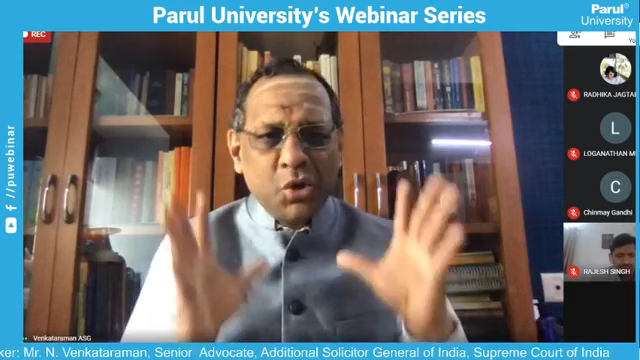 Parul University's Webinar Series
Parul®
University
REC
RADHIKA JAGTA
L
LOGANATHAN M
C
Chinmay Gandhi
RAJESH SINGH
/puwebinar
Venkataraman ASG
ker: Mr. N. Venkataraman, Senior Advocate, Additional Solicitor General of India, Supreme Court of India